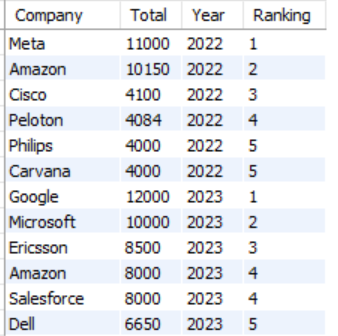 Company Total Year Ranking
Meta 11000 2022 1
Amazon 10150 2022 2
Cisco 4100 2022 3
Peloton 4084 2022 4
Philips 4000 2022 5
Carvana 4000 2022 5
Google 12000 2023 1
Microsoft 10000 2023 2
Ericsson 8500 2023 3
Amazon 8000 2023 4
Salesforce 8000 2023 4
Dell 6650 2023 5